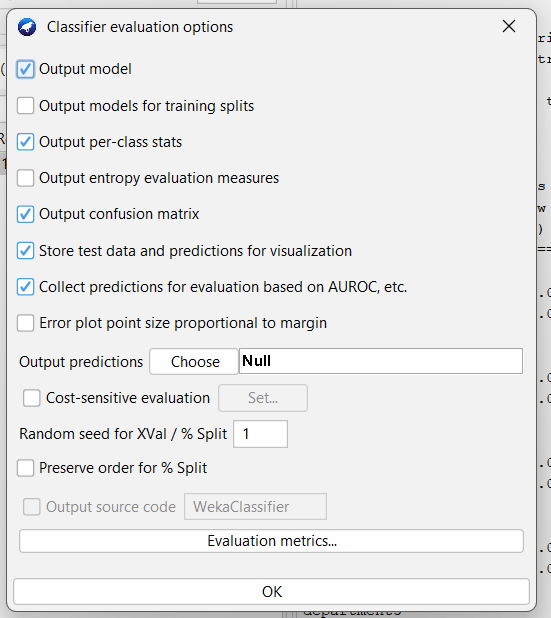 Classifier evaluation options
Output model
Output models for training splits
Output per-class stats
Output entropy evaluation measures
Output confusion matrix
Store test data and predictions for visualization
Collect predictions for evaluation based on AUROC, etc.
Error plot point size proportional to margin
Output predictions Choose Null
Cost-sensitive evaluation Set...
Random seed for XVal / % Split 1
Preserve order for % Split
Output source code WekaClassifier
Evaluation metrics...
OK